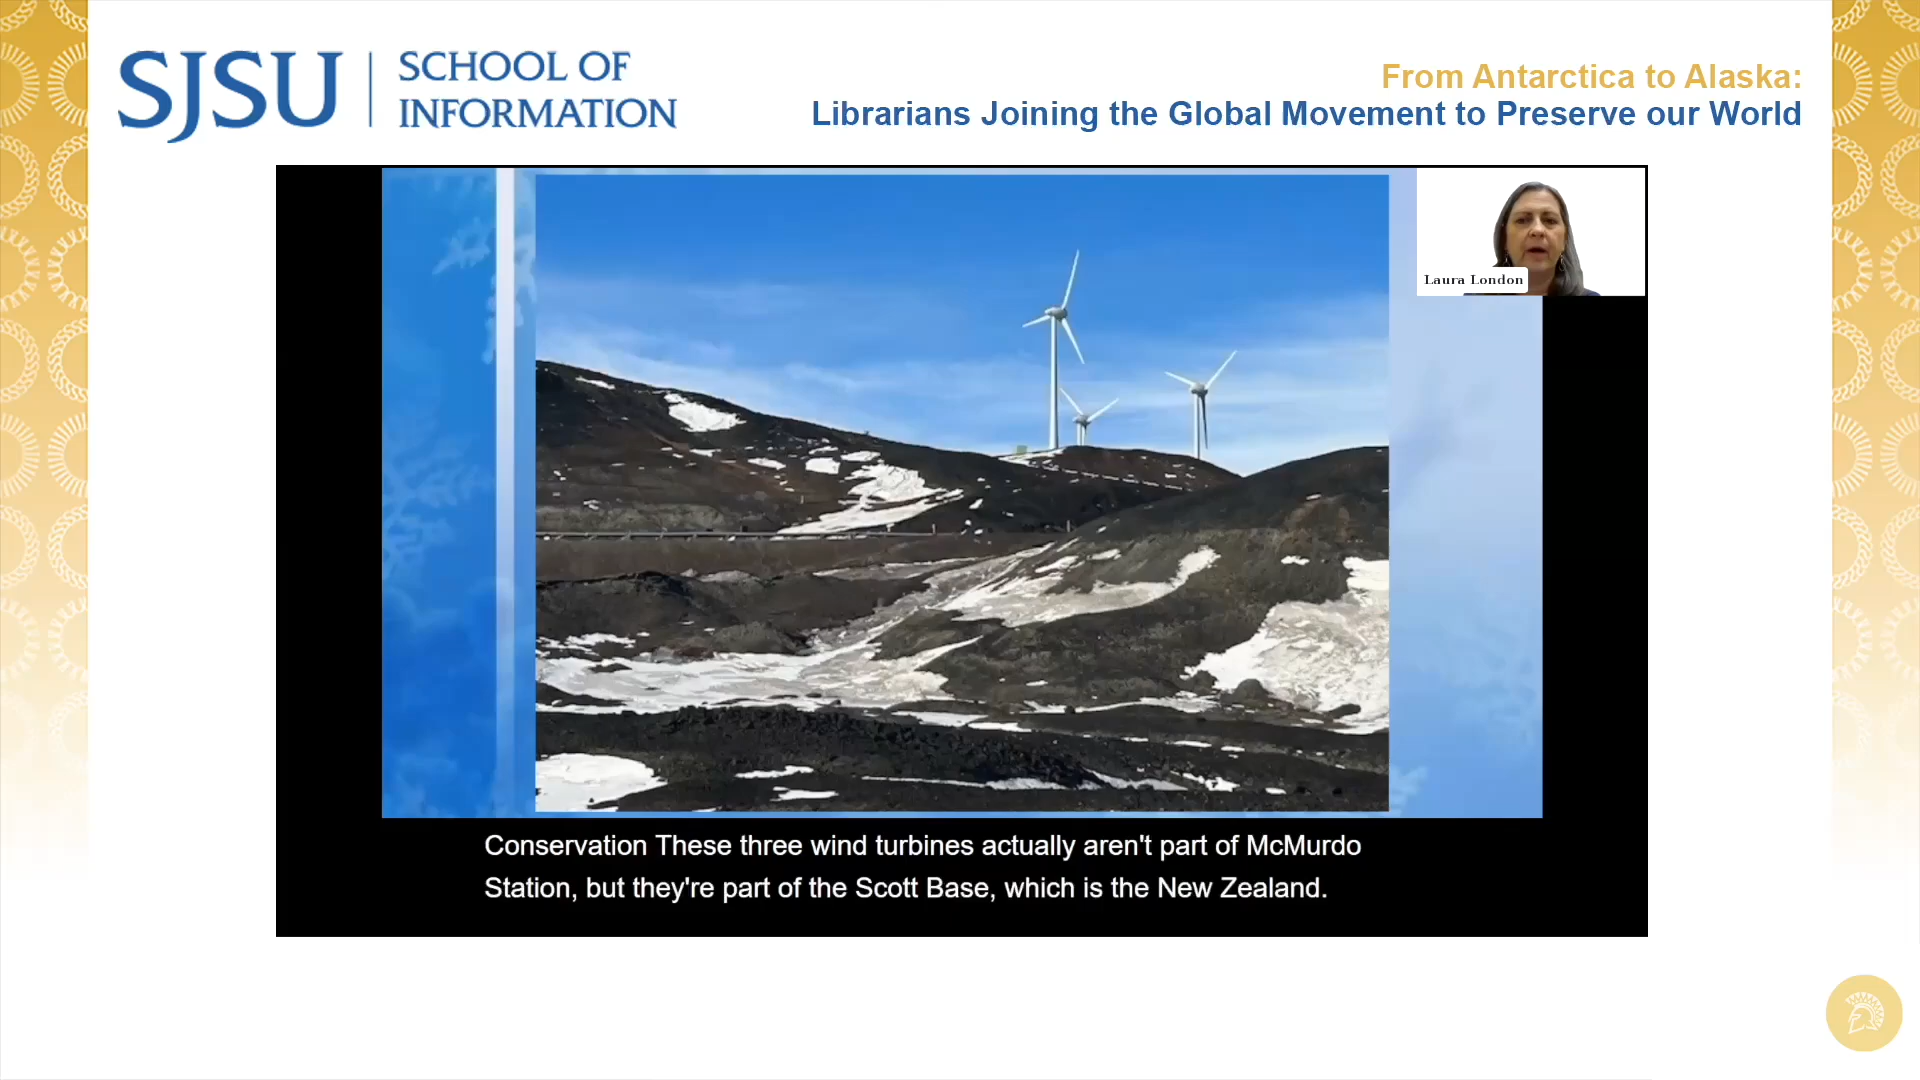 SJSU
SCHOOL OF
INFORMATION
From Antarctica to Alaska:
Librarians Joining the Global Movement to Preserve our World
Laura London
Conservation These three wind turbines actually aren't part of McMurdo
Station, but they're part of the Scott Base, which is the New Zealand.